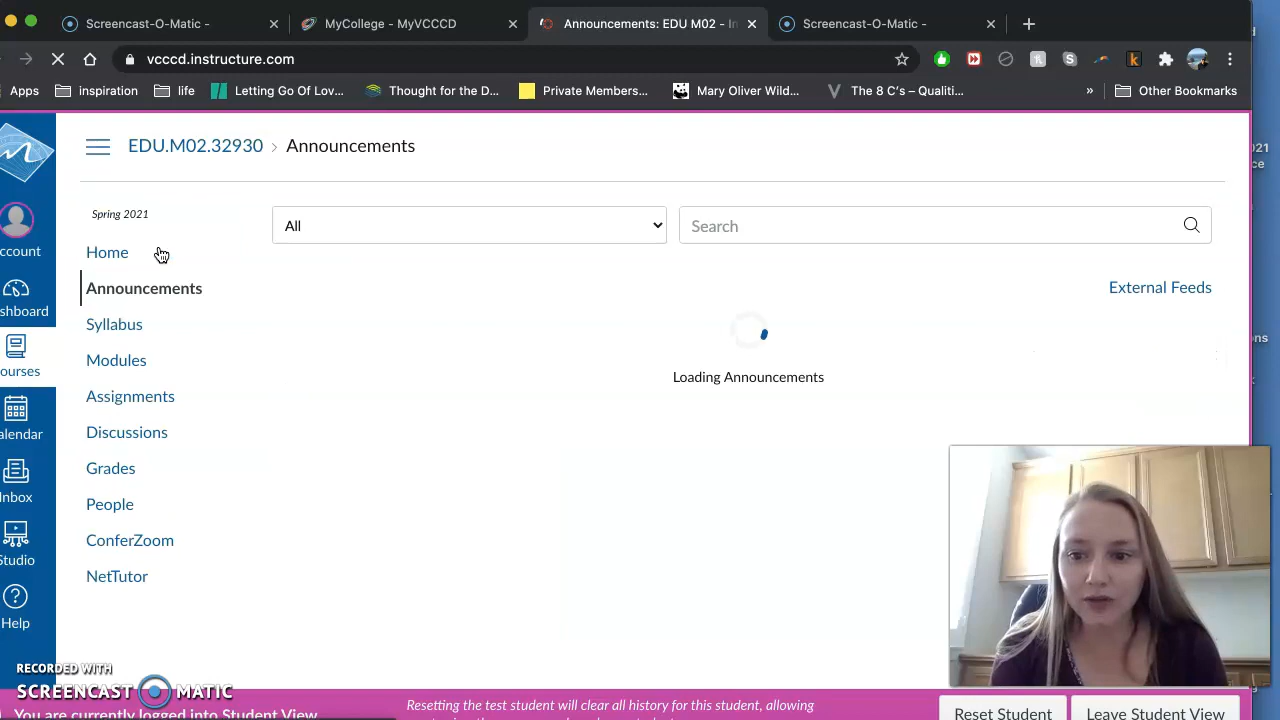 Screencast-O-Matic -
MyCollege - MyVCCCD
Announcements: EDU M02 - In
Screencast-O-Matic -
vcccd.instructure.com
Apps
inspiration
life
Letting Go Of Lov...
Thought for the D...
Private Members...
Mary Oliver Wild...
The 8 C's – Qualiti...
»
Other Bookmarks
EDU.M02.32930 › Announcements
Spring 2021
All
Search
Home
Announcements
External Feeds
Syllabus
Loading Announcements
Modules
Assignments
Discussions
Grades
People
ConferZoom
NetTutor
ccount
shboard
ourses
alendar
Inbox
Studio
Help
RECORDED WITH
SCREENCAST MATIC
You are currently logged into Student View
Resetting the test student will clear all history for this student, allowing
Reset Student
Leave Student View